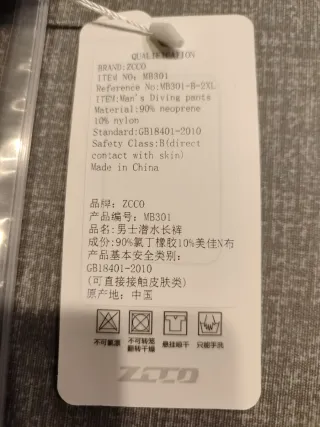 QUALIFICATION
BRAND:ZCCO
ITEM NO: MB301
Reference No:MB301-B-2XL
ITEM:Man's Diving pants
Material:90% neoprene
10% nylon
Standard:GB18401-2010
Safety Class:B(direct
contact with skin)
Made in China
品牌: ZCCO
产品编号: MB301
品名:男士潜水长裤
成份:90%氯丁橡胶10%美佳N布
产品基本安全类别:
GB18401-2010
(可直接接触皮肤类)
原产地: 中国
不可氯漂 不可转笼翻转干燥 悬挂晾干 只能手洗
ZCCO